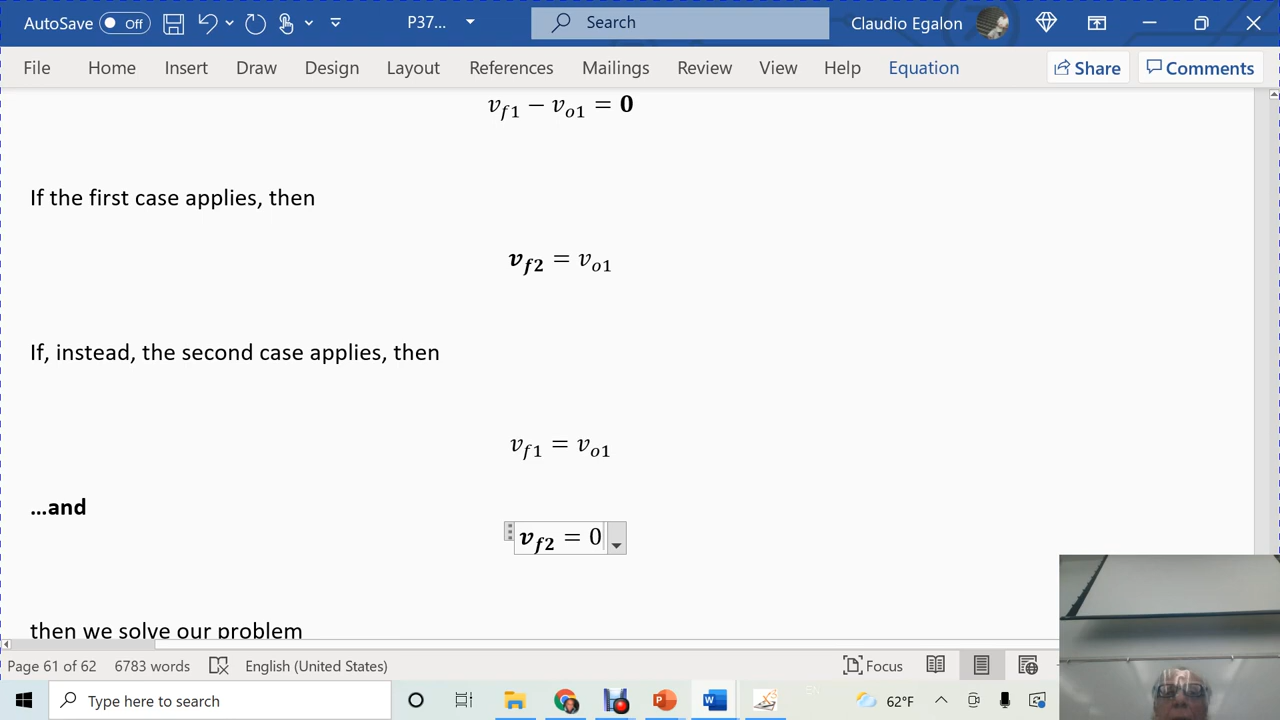 AutoSave Off P37... Search Claudio Egalon
File Home Insert Draw Design Layout References Mailings Review View Help Equation Share Comments
v_{f1} − v_{o1} = 0
If the first case applies, then
v_{f2} = v_{o1}
If, instead, the second case applies, then
v_{f1} = v_{o1}
...and
v_{f2} = 0
then we solve our problem
Page 61 of 62 6783 words English (United States) Focus
Type here to search 62°F